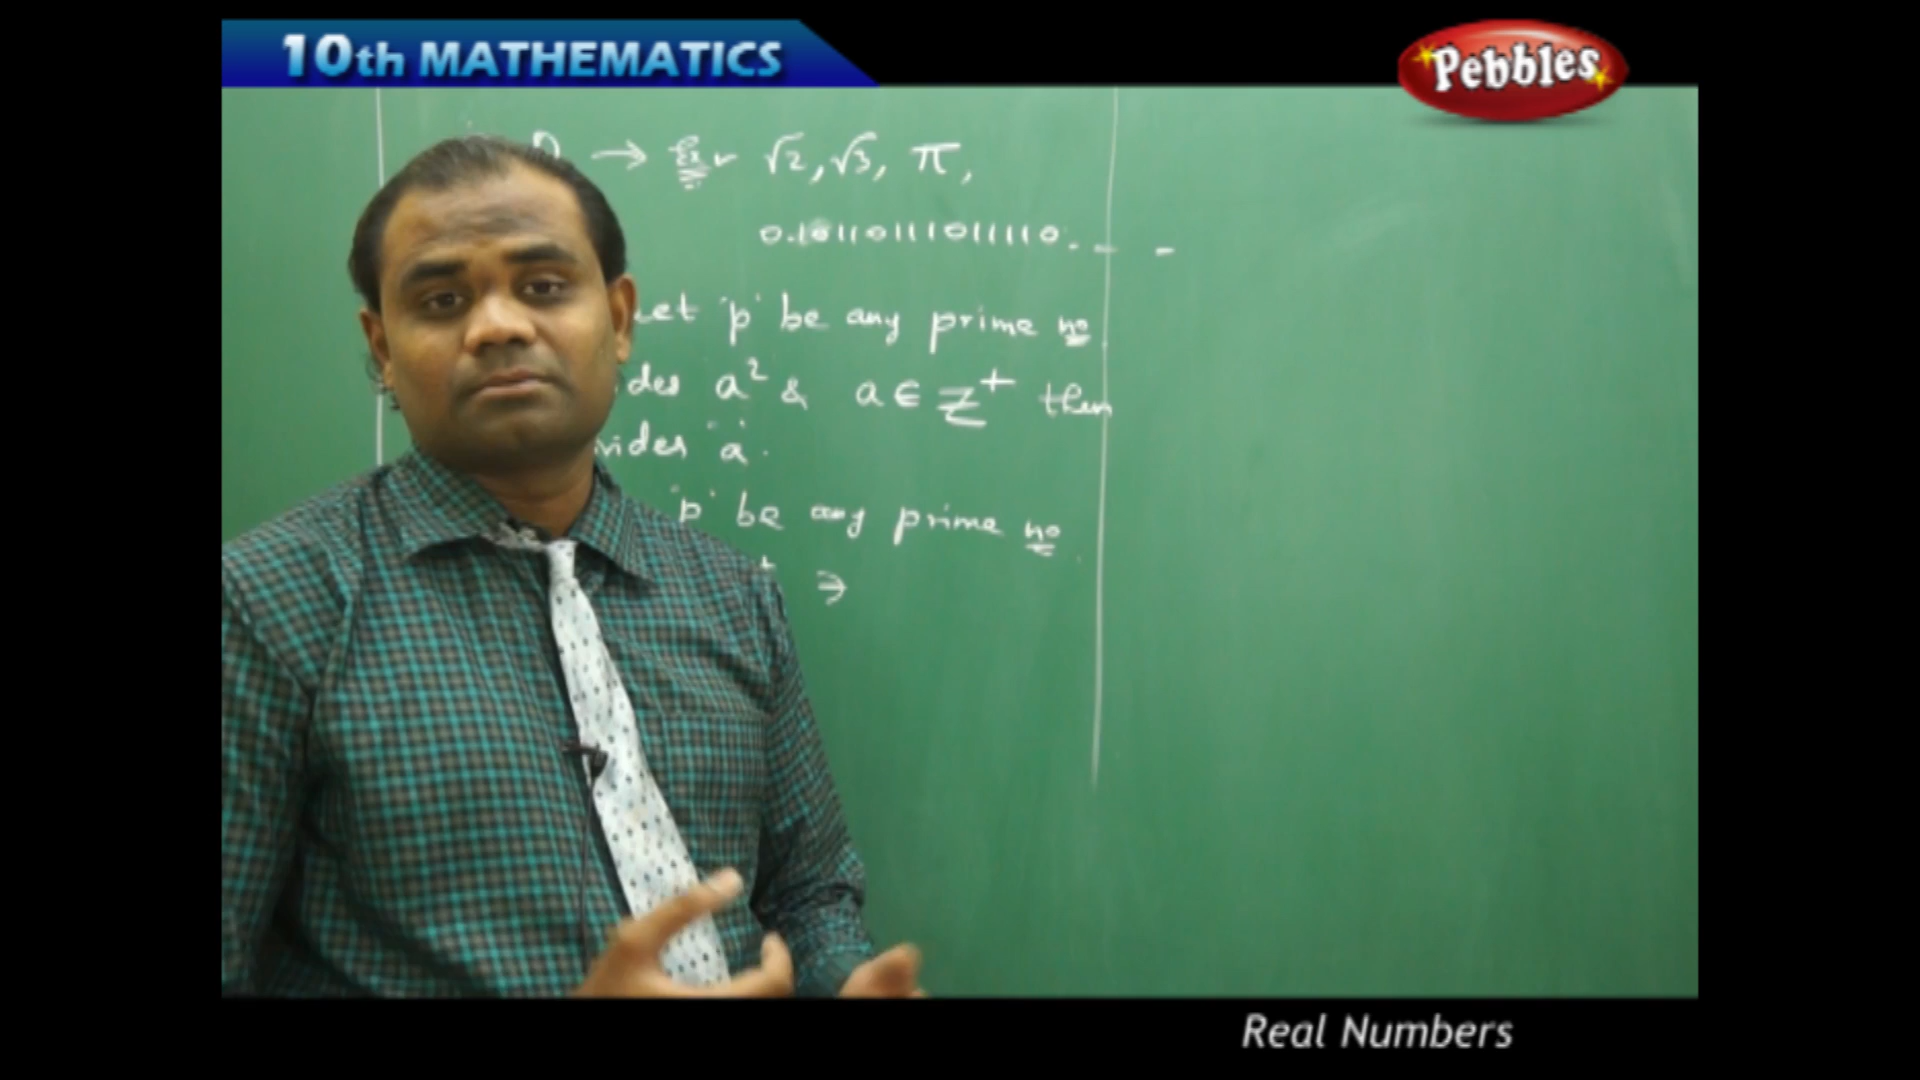 10th MATHEMATICS
Pebbles
→ Ex √2, √3, π,
0.101101110111110. - -
Let 'p' be any prime no
des a² & a ∈ Z⁺ then
vides 'a'.
'p' be any prime no
⇒
Real Numbers